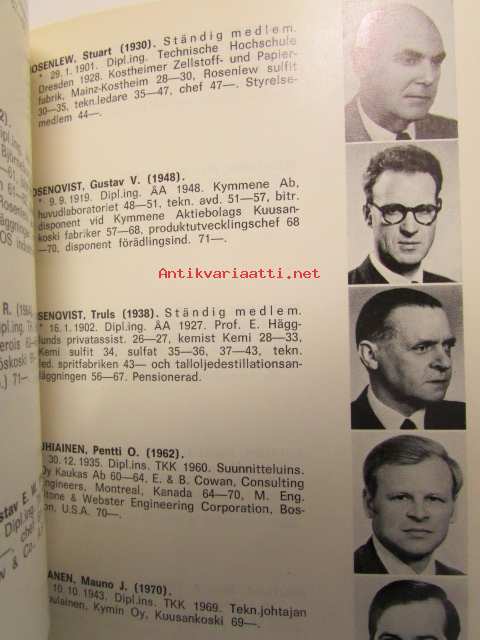 OSENLEW, Stuart (1930). Ständig medlem.
* 29.1.1901. Dipl.ing. Technische Hochschule
Dresden 1928. Kostheimer Zellstoff- und Papier-
fabrik, Mainz-Kostheim 28—30, Rosenlew sulfit
30—35, tekn.ledare 35—47, chef 47—. Styrelse-
medlem 44—.
OSENQVIST, Gustav V. (1948).
* 9.9.1919. Dipl.ing. ÅA 1948. Kymmene Ab,
huvudlaboratoriet 48—51, tekn. avd. 51—57, bitr.
disponent vid Kymmene Aktiebolags Kuusan-
koski fabriker 57—68, produktutvecklingschef 68
—70, disponent förädlingsind. 71—.
Antikvariaatti.net
SENQVIST, Truls (1938). Ständig medlem.
* 16.1.1902. Dipl.ing. ÅA 1927. Prof. E. Hägg-
lunds privatassist. 26—27, kemist Kemi 28—33,
Kemi sulfit 34, sulfat 35—36, 37—43, tekn.
led. spritfabriken 43— och talloljedestillationsan-
läggningen 56—67. Pensionerad.
UHIAINEN, Pentti O. (1962).
30.12.1935. Dipl.ins. TKK 1960. Suunnitteluins.
Oy Kaukas Ab 60—64, E. & B. Cowan, Consulting
Engineers, Montreal, Kanada 64—70, M. Eng.
Stone & Webster Engineering Corporation, Bos-
on, U.S.A. 70—.
ANEN, Mauno J. (1970).
10.10.1943. Dipl.ins. TKK 1969. Tekn.johtajan
pulainen, Kymin Oy, Kuusankoski 69—.